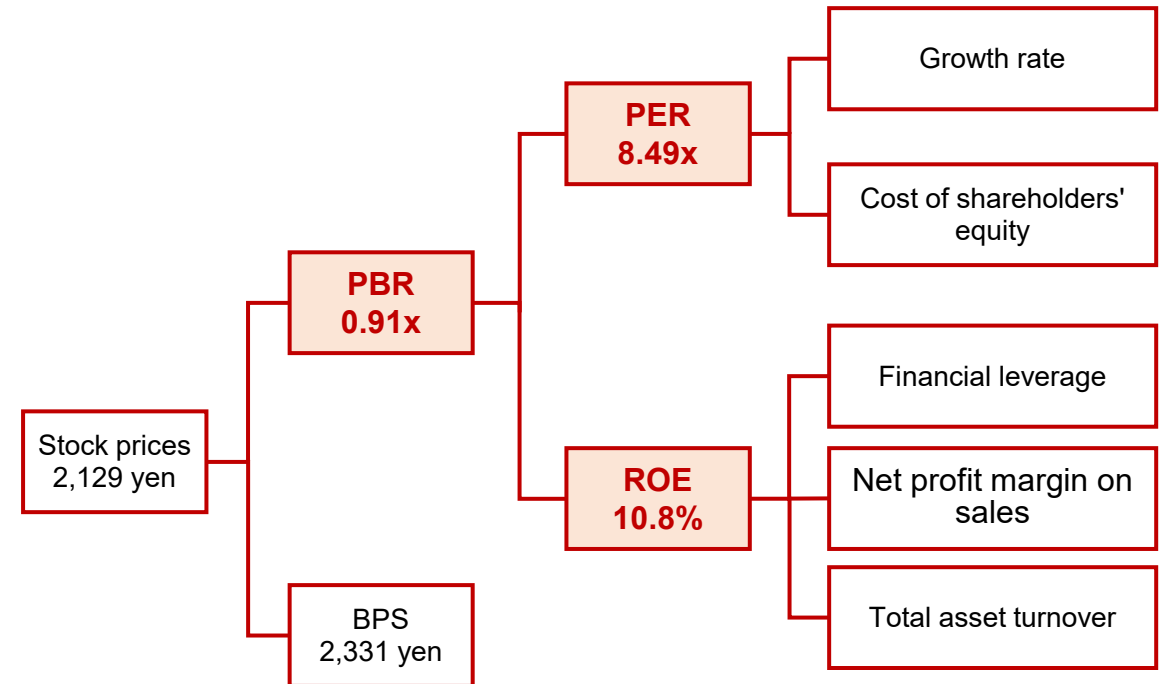 Stock prices
2,129 yen
PBR
0.91x
BPS
2,331 yen
PER
8.49x
ROE
10.8%
Growth rate
Cost of shareholders'
equity
Financial leverage
Net profit margin on
sales
Total asset turnover